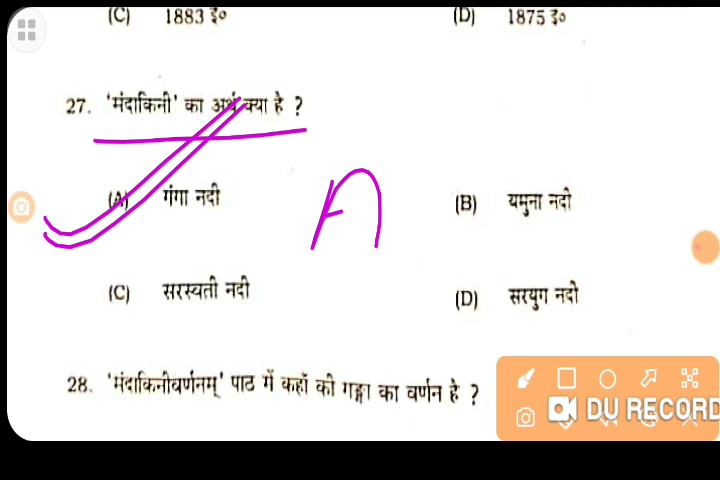 (C) 1883 ई० (D) 1875 ई०
27. 'मंदाकिनी' का अर्थ क्या है ?
(A) गंगा नदी (B) यमुना नदी
A
(C) सरस्वती नदी (D) सरयुग नदी
28. 'मंदाकिनीवर्णनम्' पाठ में कहाँ की गङ्गा का वर्णन है ?
DU RECORD